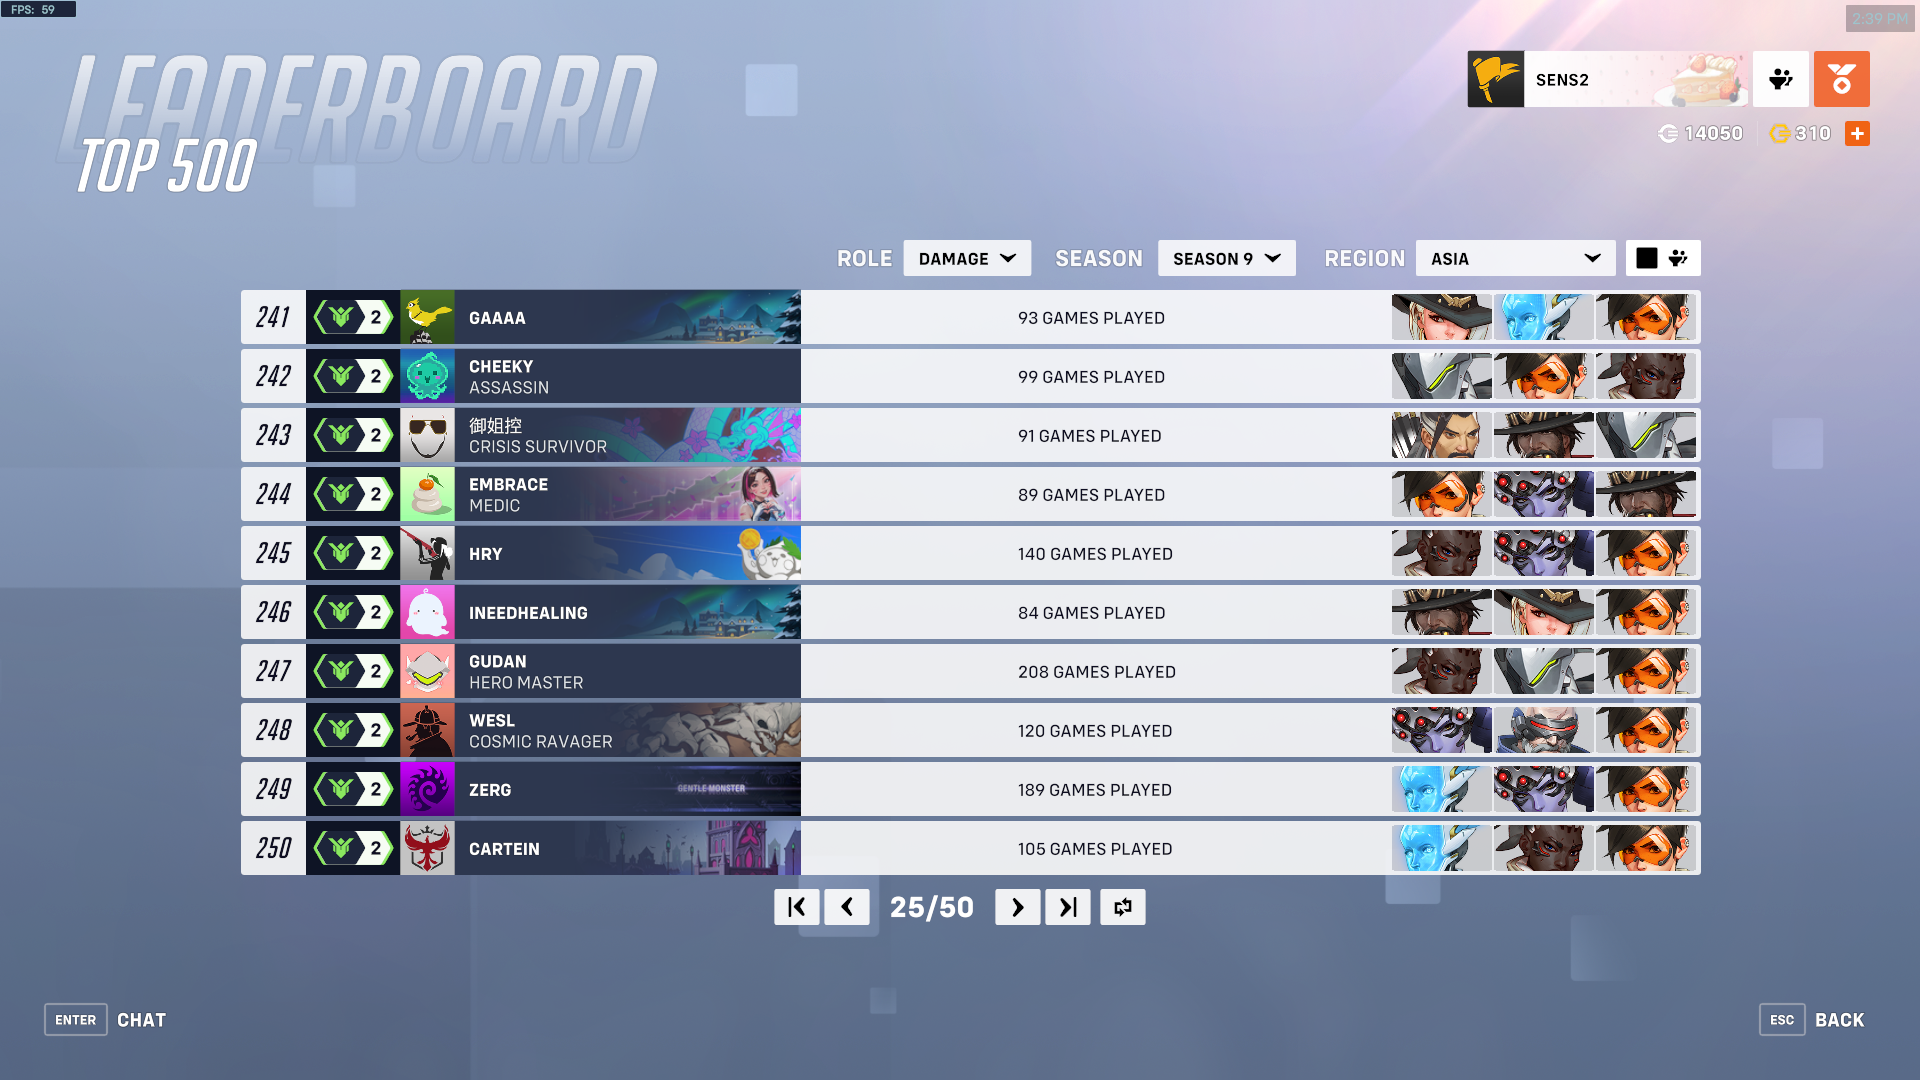 FPS: 59
2:39 PM
LEADERBOARD
TOP 500
SENS2
14050
310
ROLE
DAMAGE
SEASON
SEASON 9
REGION
ASIA
241 2 GAAAA 93 GAMES PLAYED
242 2 CHEEKY
ASSASSIN
99 GAMES PLAYED
243 2 御姐控
CRISIS SURVIVOR
91 GAMES PLAYED
244 2 EMBRACE
MEDIC
89 GAMES PLAYED
245 2 HRY 140 GAMES PLAYED
246 2 INEEDHEALING 84 GAMES PLAYED
247 2 GUDAN
HERO MASTER
208 GAMES PLAYED
248 2 WESL
COSMIC RAVAGER
120 GAMES PLAYED
249 2 ZERG GENTLE MONSTER 189 GAMES PLAYED
250 2 CARTEIN 105 GAMES PLAYED
25/50
ENTER CHAT
ESC BACK